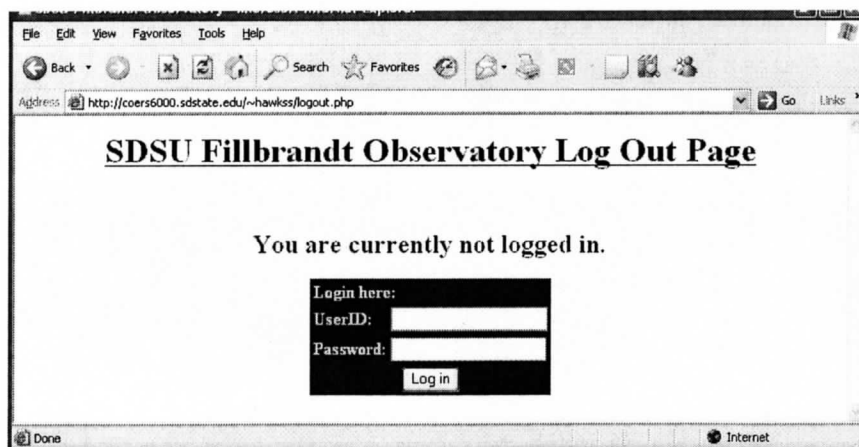 File Edit View Favorites Tools Help
Back Search Favorites
Address http://coers6000.sdstate.edu/~hawkss/logout.php Go Links »
SDSU Fillbrandt Observatory Log Out Page
You are currently not logged in.
Login here:
UserID:
Password:
Log in
Done Internet